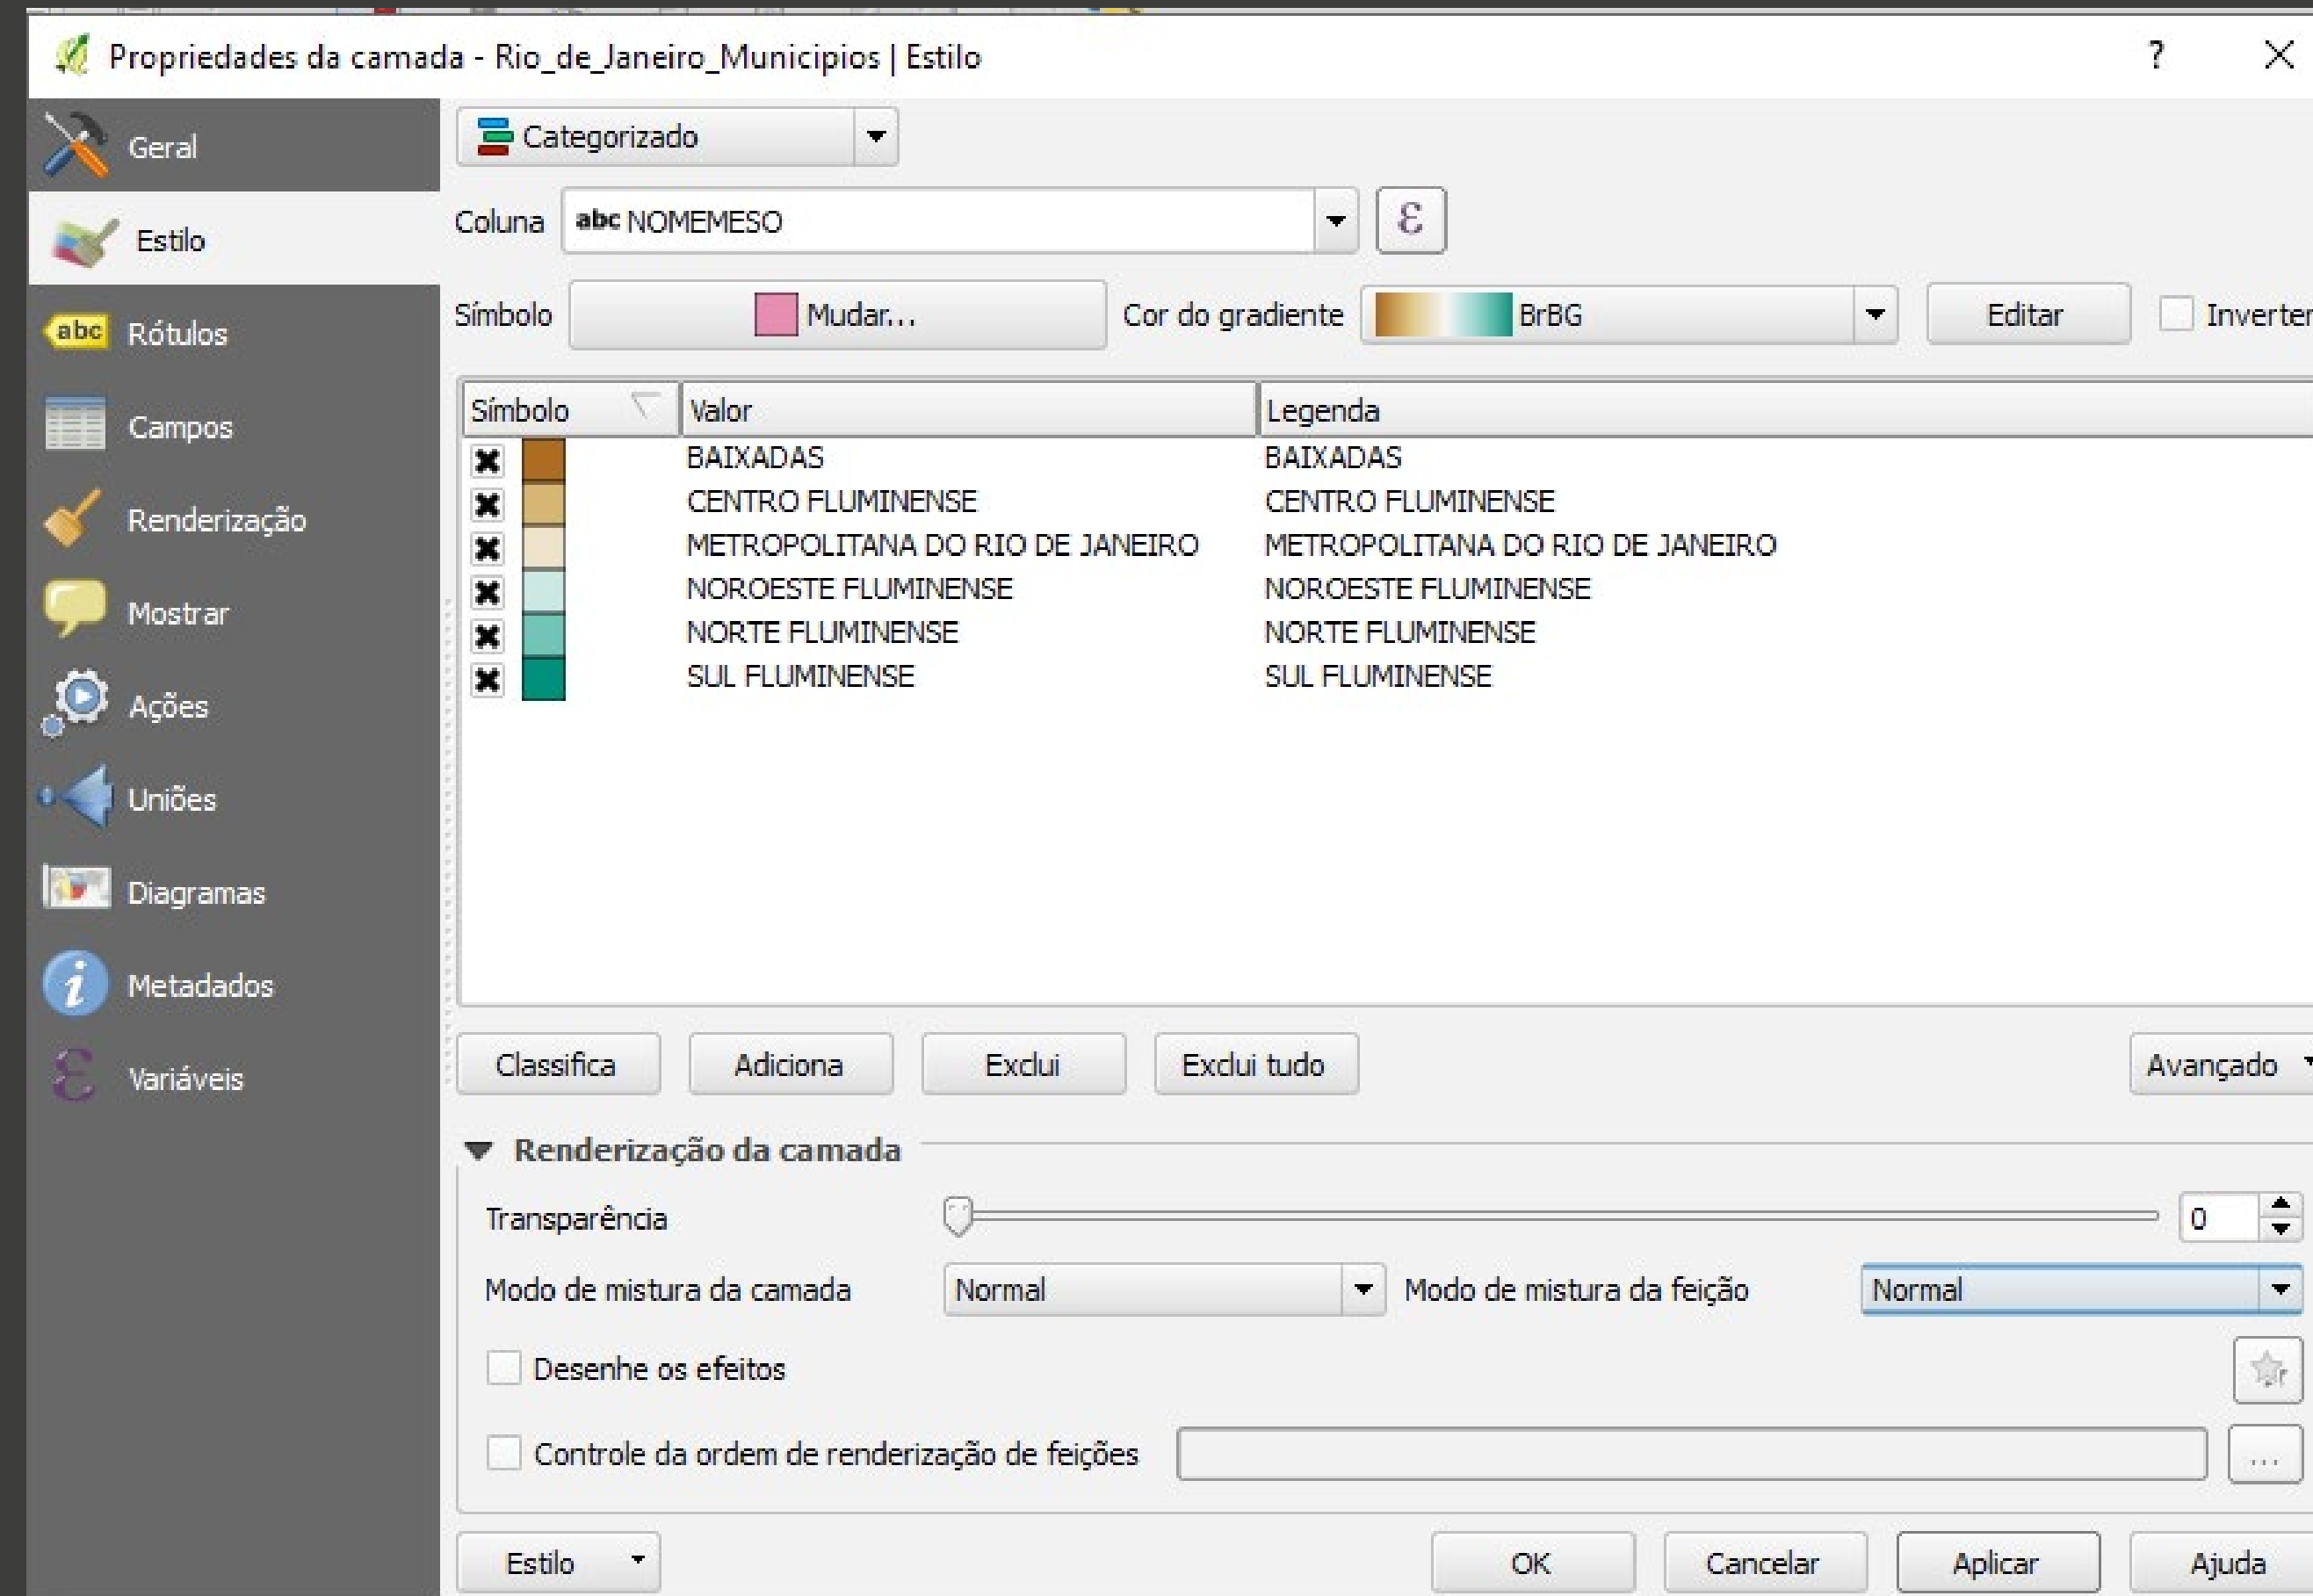 Propriedades da camada - Rio_de_Janeiro_Municipios | Estilo
Geral
Estilo
abc Rótulos
Campos
Renderização
Mostrar
Ações
Uniões
Diagramas
Metadados
Variáveis
Categorizado
Coluna abc NOMEMESO
Símbolo Mudar... Cor do gradiente BrBG Editar Inverter
Símbolo Valor Legenda
BAIXADAS BAIXADAS
CENTRO FLUMINENSE CENTRO FLUMINENSE
METROPOLITANA DO RIO DE JANEIRO METROPOLITANA DO RIO DE JANEIRO
NOROESTE FLUMINENSE NOROESTE FLUMINENSE
NORTE FLUMINENSE NORTE FLUMINENSE
SUL FLUMINENSE SUL FLUMINENSE
Classifica Adiciona Exclui Exclui tudo Avançado
Renderização da camada
Transparência 0
Modo de mistura da camada Normal Modo de mistura da feição Normal
Desenhe os efeitos
Controle da ordem de renderização de feições ...
Estilo OK Cancelar Aplicar Ajuda